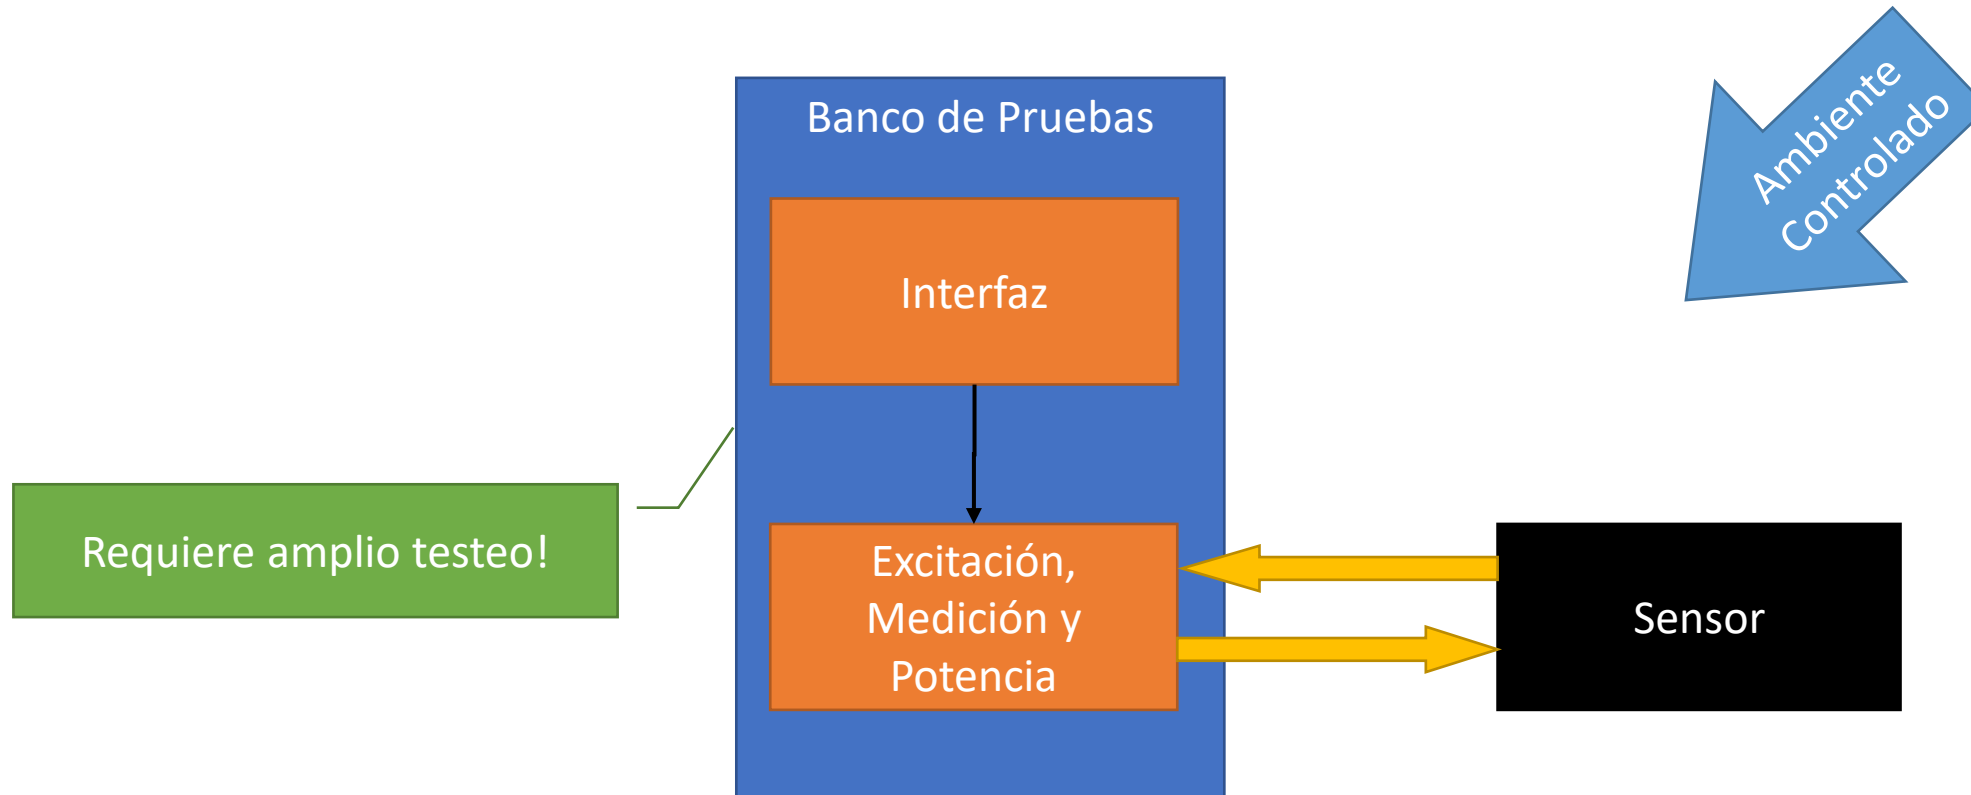 Banco de Pruebas
Ambiente
Controlado
Interfaz
Requiere amplio testeo!
Excitación,
Medición y
Potencia
Sensor